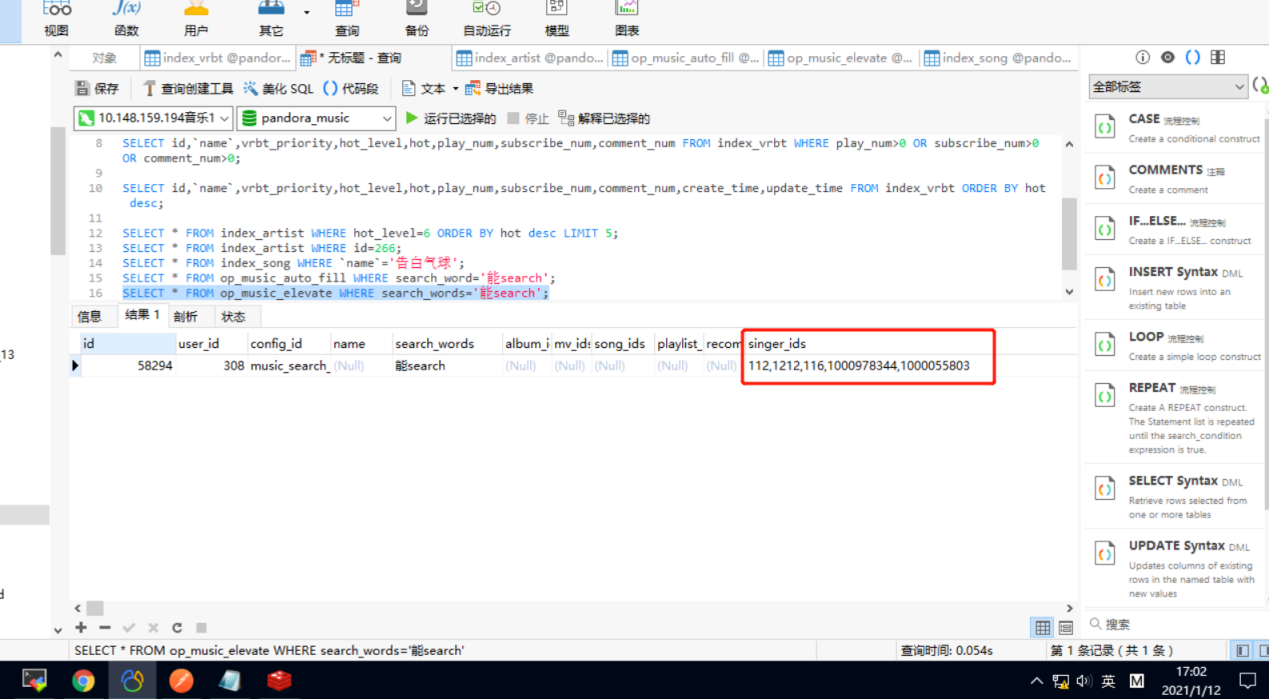 视图 函数 用户 其它 查询 备份 自动运行 模型 图表
对象 index_vrbt @pandor... * 无标题 - 查询 index_artist @pando... op_music_auto_fill @... op_music_elevate @... index_song @pando...
保存 查询创建工具 美化 SQL () 代码段 文本 导出结果
全部标签
10.148.159.194音乐1 pandora_music 运行已选择的 停止 解释已选择的
8 SELECT id,`name`,vrbt_priority,hot_level,hot,play_num,subscribe_num,comment_num FROM index_vrbt WHERE play_num>0 OR subscribe_num>0
OR comment_num>0;
9
10 SELECT id,`name`,vrbt_priority,hot_level,hot,play_num,subscribe_num,comment_num,create_time,update_time FROM index_vrbt ORDER BY hot
desc;
11
12 SELECT * FROM index_artist WHERE hot_level=6 ORDER BY hot desc LIMIT 5;
13 SELECT * FROM index_artist WHERE id=266;
14 SELECT * FROM index_song WHERE `name`='告白气球';
15 SELECT * FROM op_music_auto_fill WHERE search_word='能search';
16 SELECT * FROM op_music_elevate WHERE search_words='能search';
信息 结果 1 剖析 状态
id user_id config_id name search_words album_i mv_ids song_ids playlist_ recom singer_ids
58294 308 music_search_ (Null) 能search (Null) (Null) (Null) (Null) (Null) 112,1212,116,1000978344,1000055803
_13
CASE 流程控制
Create a conditional construct
COMMENTS 注释
Create a comment
IF...ELSE... 流程控制
Create a IF...ELSE... construct
INSERT Syntax DML
Insert new rows into an
existing table
LOOP 流程控制
Create a simple loop construct
REPEAT 流程控制
Create A REPEAT construct.
The Statement list is repeated
until the search_condition
expression is true.
SELECT Syntax DML
Retrieve rows selected from
one or more tables
UPDATE Syntax DML
Updates columns of existing
rows in the named table with
new values
搜索
SELECT * FROM op_music_elevate WHERE search_words='能search' 查询时间: 0.054s 第 1 条记录 (共 1 条)
英 M 17:02
2021/1/12